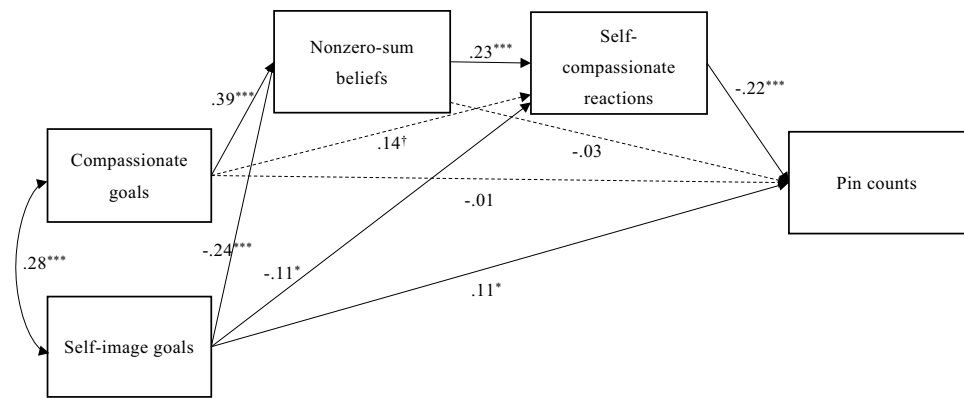 Nonzero-sum
beliefs
.23***
Self-
compassionate
reactions
-.22***
.39***
Compassionate
goals
.14†
-.03
Pin counts
-.01
.28***
-.24***
-.11*
.11*
Self-image goals